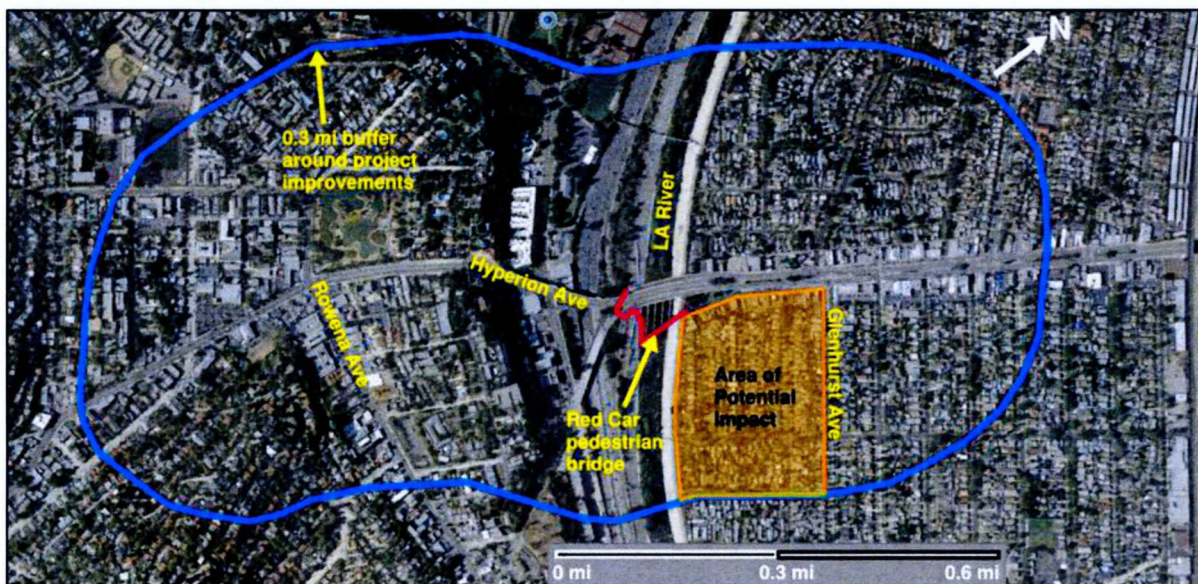 N
0.3 mi buffer
around project
improvements
LA River
Hyperion Ave
Rowena Ave
Glenhurst Ave
Area of
Potential
Impact
Red Car
pedestrian
bridge
0 mi
0.3 mi
0.6 mi